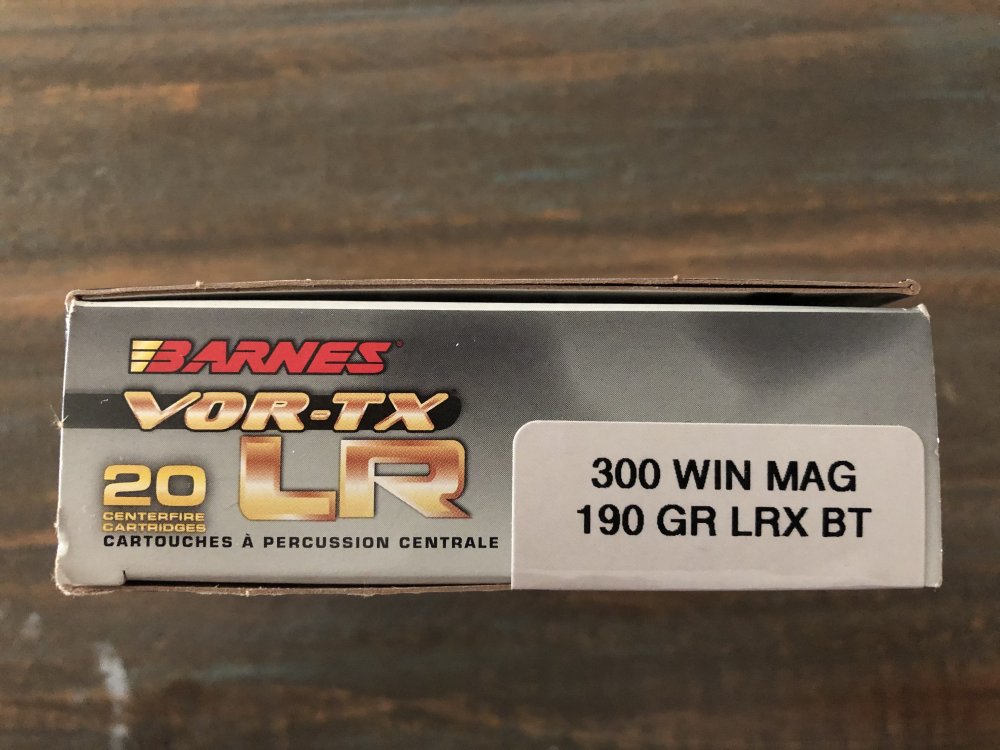 BARNES
VOR-TX
LR
20
CENTERFIRE
CARTRIDGES
CARTOUCHES À PERCUSSION CENTRALE
300 WIN MAG
190 GR LRX BT